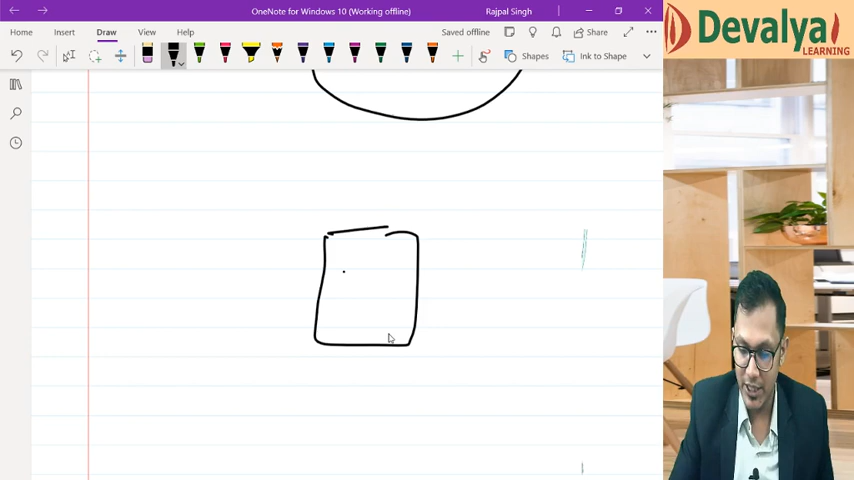 OneNote for Windows 10 (Working offline)
Rajpal Singh
Home Insert Draw View Help
Saved offline
Share
Shapes
Ink to Shape
Devalya
LEARNING